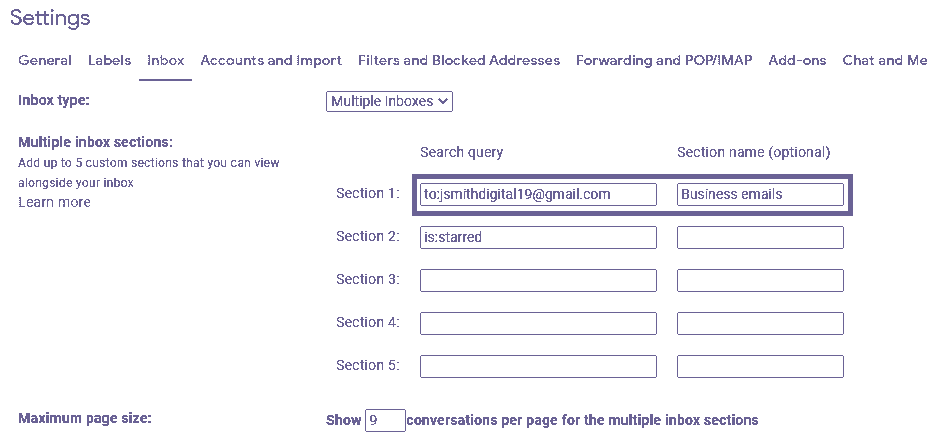 Settings
General Labels Inbox Accounts and Import Filters and Blocked Addresses Forwarding and POP/IMAP Add-ons Chat and Me
Inbox type: Multiple Inboxes
Multiple inbox sections:
Add up to 5 custom sections that you can view
alongside your inbox
Learn more
Search query Section name (optional)
Section 1: to:jsmithdigital19@gmail.com Business emails
Section 2: is:starred
Section 3:
Section 4:
Section 5:
Maximum page size: Show 9 conversations per page for the multiple inbox sections